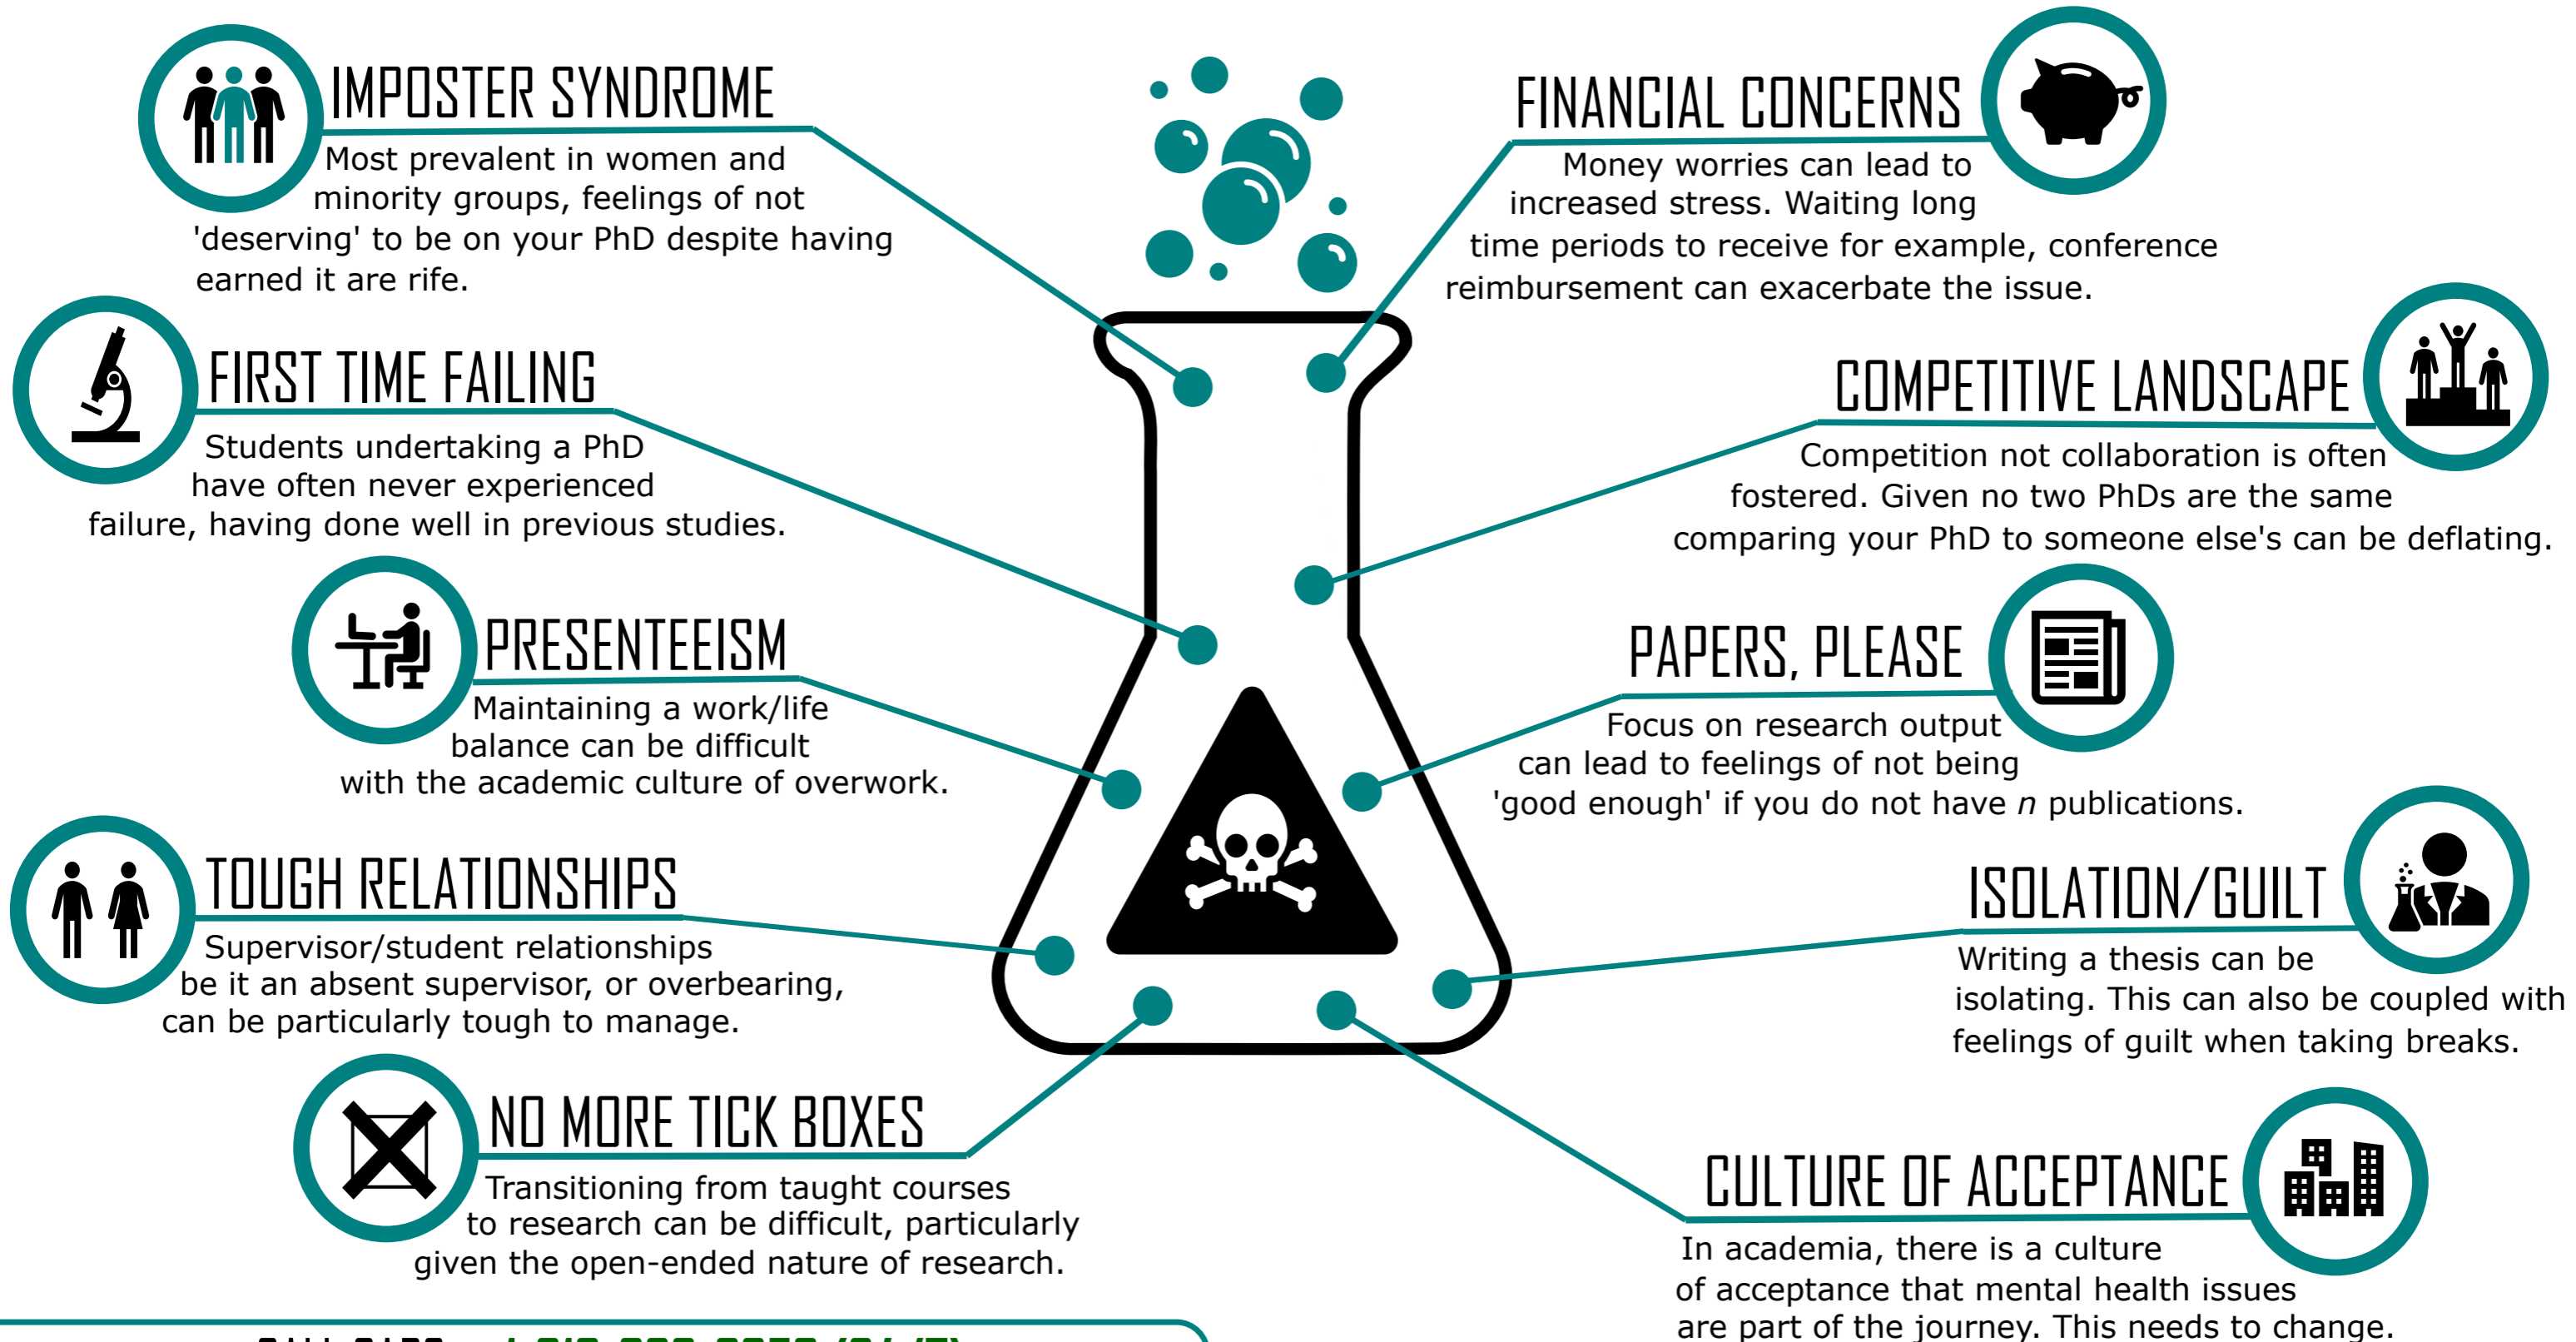 IMPOSTER SYNDROME
Most prevalent in women and
minority groups, feelings of not
'deserving' to be on your PhD despite having
earned it are rife.
FIRST TIME FAILING
Students undertaking a PhD
have often never experienced
failure, having done well in previous studies.
PRESENTEEISM
Maintaining a work/life
balance can be difficult
with the academic culture of overwork.
TOUGH RELATIONSHIPS
Supervisor/student relationships
be it an absent supervisor, or overbearing,
can be particularly tough to manage.
NO MORE TICK BOXES
Transitioning from taught courses
to research can be difficult, particularly
given the open-ended nature of research.
FINANCIAL CONCERNS
Money worries can lead to
increased stress. Waiting long
time periods to receive for example, conference
reimbursement can exacerbate the issue.
COMPETITIVE LANDSCAPE
Competition not collaboration is often
fostered. Given no two PhDs are the same
comparing your PhD to someone else's can be deflating.
PAPERS, PLEASE
Focus on research output
can lead to feelings of not being
'good enough' if you do not have n publications.
ISOLATION/GUILT
Writing a thesis can be
isolating. This can also be coupled with
feelings of guilt when taking breaks.
CULTURE OF ACCEPTANCE
In academia, there is a culture
of acceptance that mental health issues
are part of the journey. This needs to change.